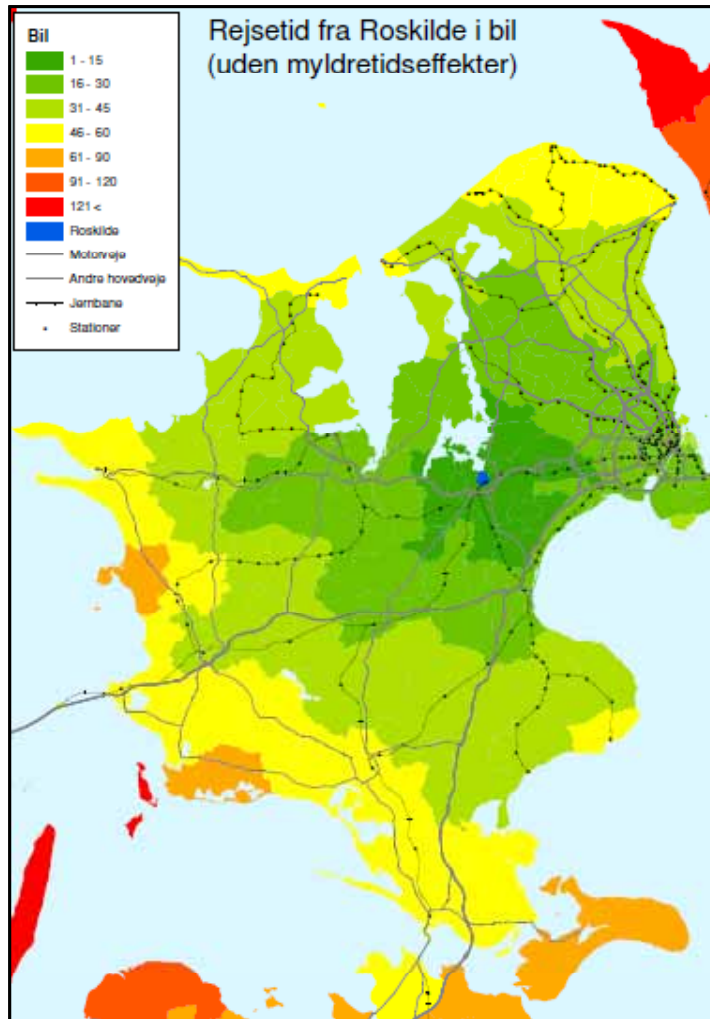 Rejsetid fra Roskilde i bil
(uden myldretidseffekter)
Bil
1 - 15
16 - 30
31 - 45
46 - 60
61 - 90
91 - 120
121 <
Roskilde
Motorveje
Andre hovedveje
Jernbane
Stationer